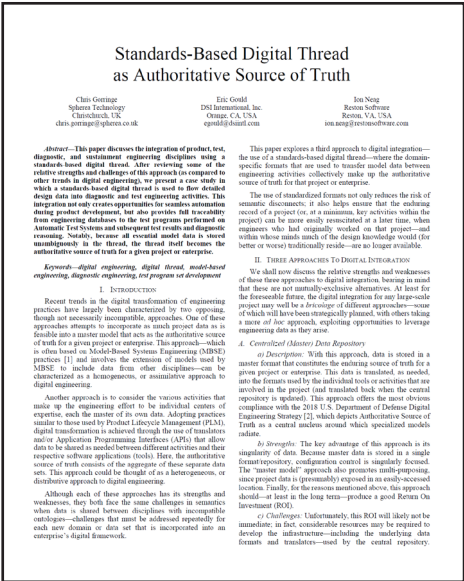 Standards-Based Digital Thread
as Authoritative Source of Truth
Chris Gorringe
Spherea Technology
Christchurch, UK
chris.gorringe@spherea.co.uk
Eric Gould
DSI International, Inc.
Orange, CA, USA
egould@dsiintl.com
Ion Neag
Reston Software
Reston, VA, USA
ion.neag@restonsoftware.com
Abstract—This paper discusses the integration of product, test,
diagnostic, and sustainment engineering disciplines using a
standards-based digital thread. After reviewing some of the
relative strengths and challenges of this approach (as compared to
other trends in digital engineering), we present a case study in
which a standards-based digital thread is used to flow detailed
design data into diagnostic and test engineering activities. This
integration not only creates opportunities for seamless automation
during product development, but also provides full traceability
from engineering databases to the test programs performed on
Automatic Test Systems and subsequent test results and diagnostic
reasoning. Notably, because all essential model data is stored
unambiguously in the thread, the thread itself becomes the
authoritative source of truth for a given project or enterprise.
Keywords—digital engineering, digital thread, model-based
engineering, diagnostic engineering, test program set development
I. INTRODUCTION
Recent trends in the digital transformation of engineering
practices have largely been characterized by two opposing,
though not necessarily incompatible, approaches. One of these
approaches attempts to incorporate as much project data as is
feasible into a master model that acts as the authoritative source
of truth for a given project or enterprise. This approach—which
is often based on Model-Based Systems Engineering (MBSE)
practices [1] and involves the extension of models used by
MBSE to include data from other disciplines—can be
characterized as a homogeneous, or assimilative approach to
digital engineering.
Another approach is to consider the various activities that
make up the engineering effort to be individual centers of
expertise, each the master of its own data. Adopting practices
similar to those used by Product Lifecycle Management (PLM),
digital transformation is achieved through the use of translators
and/or Application Programming Interfaces (APIs) that allow
data to be shared as needed between different activities and their
respective software applications (tools). Here, the authoritative
source of truth consists of the aggregate of these separate data
sets. This approach could be thought of as a heterogeneous, or
distributive approach to digital engineering.
Although each of these approaches has its strengths and
weaknesses, they both face the same challenges in semantics
when data is shared between disciplines with incompatible
ontologies—challenges that must be addressed repeatedly for
each new domain or data set that is incorporated into an
enterprise's digital framework.
This paper explores a third approach to digital integration—
the use of a standards-based digital thread—where the domain-
specific formats that are used to transfer model data between
engineering activities collectively make up the authoritative
source of truth for that project or enterprise.
The use of standardized formats not only reduces the risk of
semantic disconnects; it also helps ensure that the enduring
record of a project (or, at a minimum, key activities within the
project) can be more easily resuscitated at a later time, when
engineers who had originally worked on that project—and
within whose minds much of the design knowledge would (for
better or worse) traditionally reside—are no longer available.
II. THREE APPROACHES TO DIGITAL INTEGRATION
We shall now discuss the relative strengths and weaknesses
of these three approaches to digital integration, bearing in mind
that these are not mutually-exclusive alternatives. At least for
the foreseeable future, the digital integration for any large-scale
project may well be a bricolage of different approaches—some
of which will have been strategically planned, with others taking
a more ad hoc approach, exploiting opportunities to leverage
engineering data as they arise.
A. Centralized (Master) Data Repository
a) Description: With this approach, data is stored in a
master format that constitutes the enduring source of truth for a
given project or enterprise. This data is translated, as needed,
into the formats used by the individual tools or activities that are
involved in the project (and translated back when the central
repository is updated). This approach offers the most obvious
compliance with the 2018 U.S. Department of Defense Digital
Engineering Strategy [2], which depicts Authoritative Source of
Truth as a central nucleus around which specialized models
radiate.
b) Strengths: The key advantage of this approach is its
singularity of data. Because master data is stored in a single
format/repository, configuration control is singularly focused.
The "master model" approach also promotes multi-purposing,
since project data is (presumably) exposed in an easily-accessed
location. Finally, for the reasons mentioned above, this approach
should—at least in the long term—produce a good Return On
Investment (ROI).
c) Challenges: Unfortunately, this ROI will likely not be
immediate; in fact, considerable resources may be required to
develop the infrastructure—including the underlying data
formats and translators—used by the central repository.